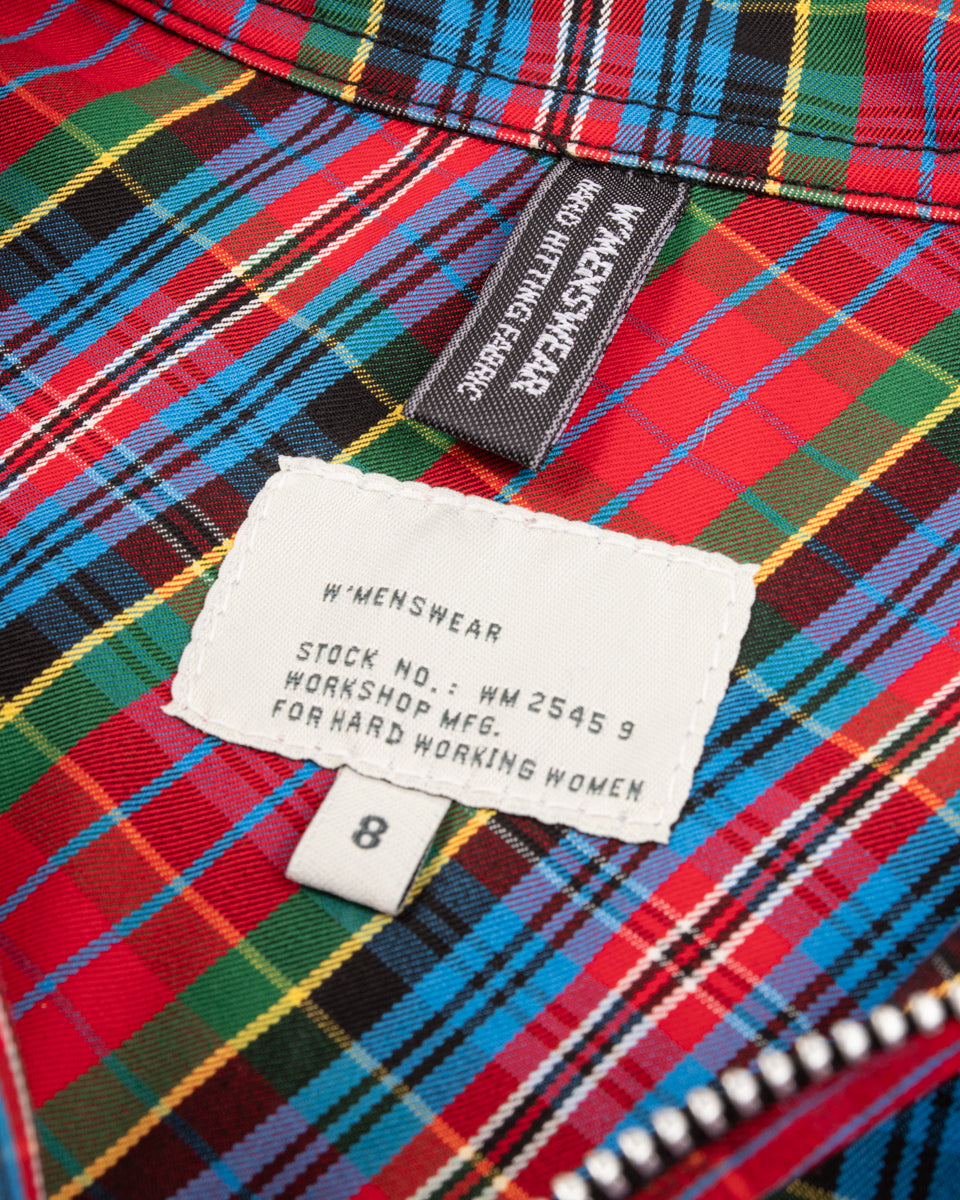 W'MENSWEAR
HARD HITTING FABRIC
W'MENSWEAR
STOCK NO.: WM 2545 9
WORKSHOP MFG.
FOR HARD WORKING WOMEN
8